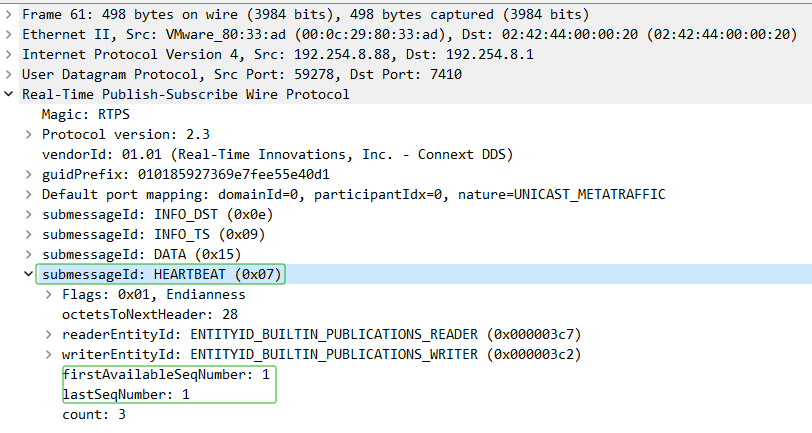 Frame 61: 498 bytes on wire (3984 bits), 498 bytes captured (3984 bits)
Ethernet II, Src: VMware_80:33:ad (00:0c:29:80:33:ad), Dst: 02:42:44:00:00:20 (02:42:44:00:00:20)
Internet Protocol Version 4, Src: 192.254.8.88, Dst: 192.254.8.1
User Datagram Protocol, Src Port: 59278, Dst Port: 7410
Real-Time Publish-Subscribe Wire Protocol
Magic: RTPS
Protocol version: 2.3
vendorId: 01.01 (Real-Time Innovations, Inc. - Connext DDS)
guidPrefix: 010185927369e7fee55e40d1
Default port mapping: domainId=0, participantIdx=0, nature=UNICAST_METATRAFFIC
submessageId: INFO_DST (0x0e)
submessageId: INFO_TS (0x09)
submessageId: DATA (0x15)
submessageId: HEARTBEAT (0x07)
Flags: 0x01, Endianness
octetsToNextHeader: 28
readerEntityId: ENTITYID_BUILTIN_PUBLICATIONS_READER (0x000003c7)
writerEntityId: ENTITYID_BUILTIN_PUBLICATIONS_WRITER (0x000003c2)
firstAvailableSeqNumber: 1
lastSeqNumber: 1
count: 3